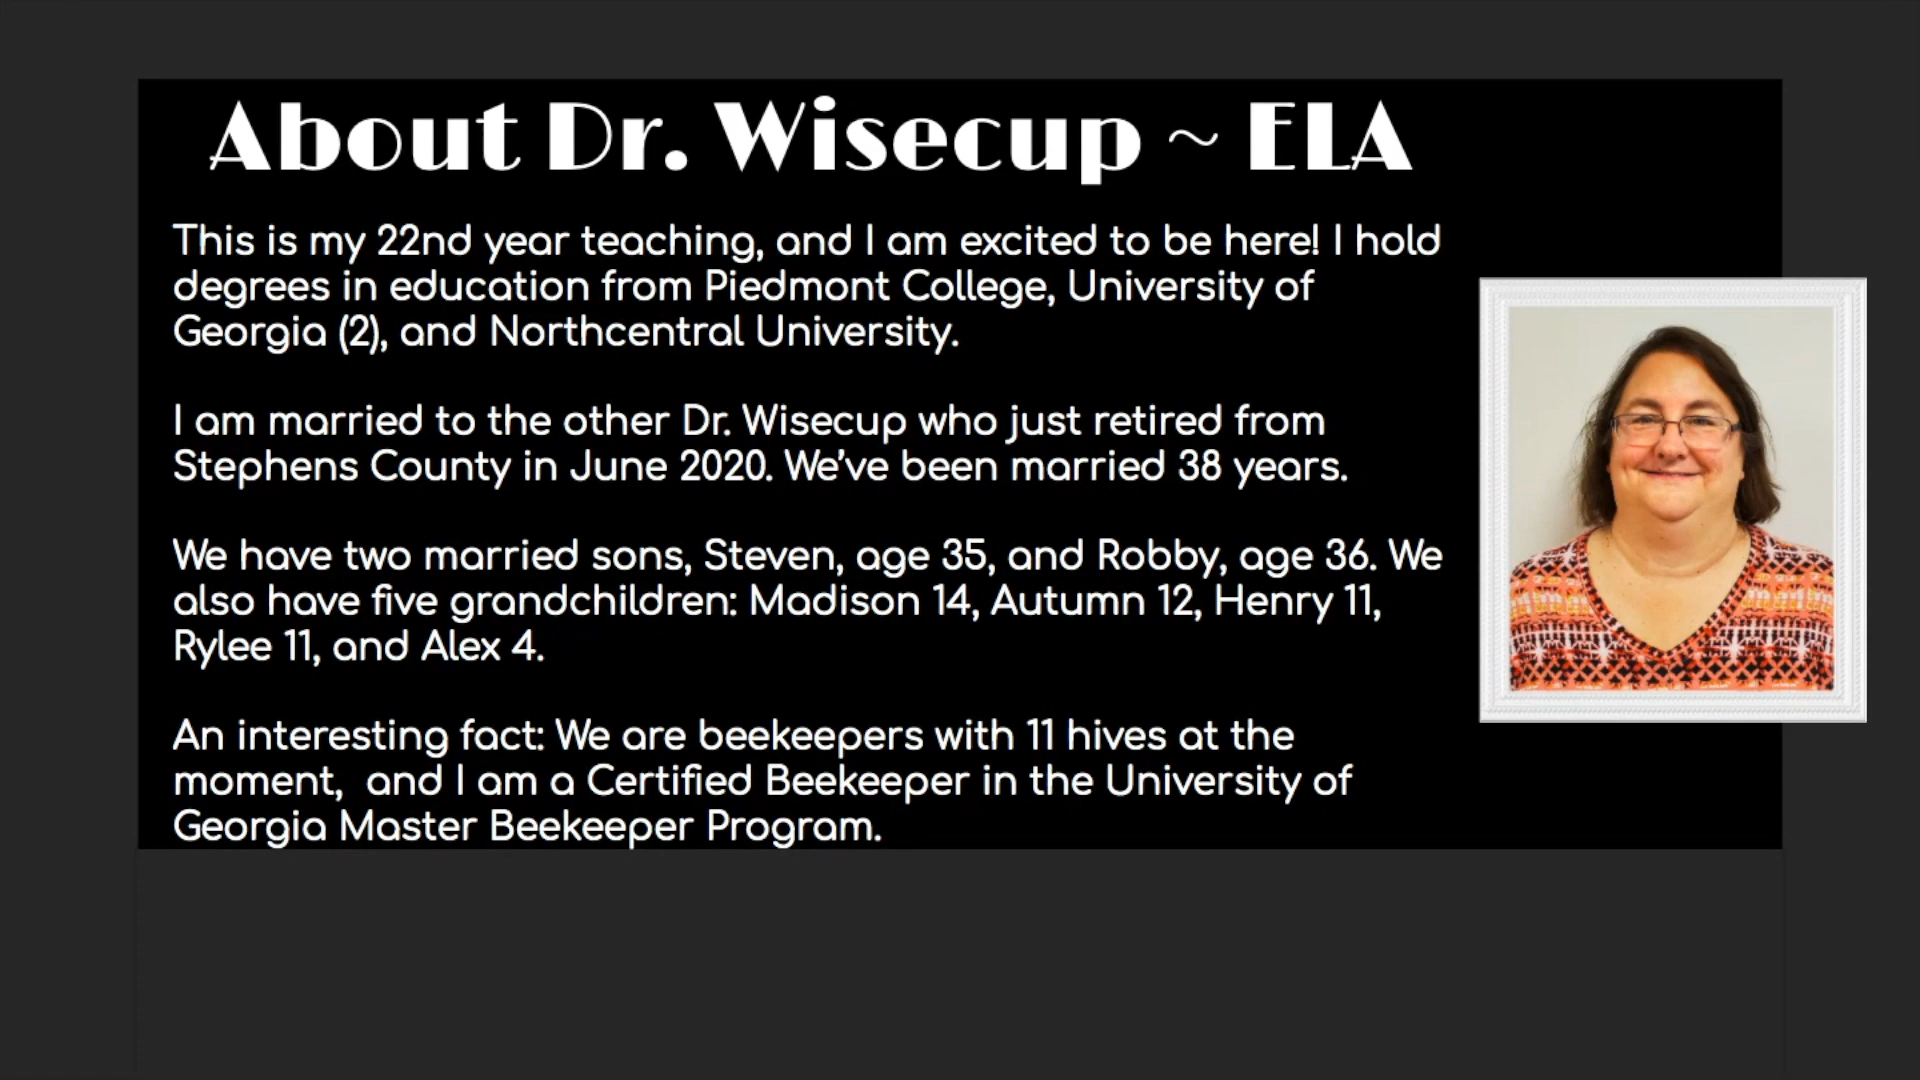 About Dr. Wisecup ~ ELA
This is my 22nd year teaching, and I am excited to be here! I hold
degrees in education from Piedmont College, University of
Georgia (2), and Northcentral University.
I am married to the other Dr. Wisecup who just retired from
Stephens County in June 2020. We've been married 38 years.
We have two married sons, Steven, age 35, and Robby, age 36. We
also have five grandchildren: Madison 14, Autumn 12, Henry 11,
Rylee 11, and Alex 4.
An interesting fact: We are beekeepers with 11 hives at the
moment,  and I am a Certified Beekeeper in the University of
Georgia Master Beekeeper Program.